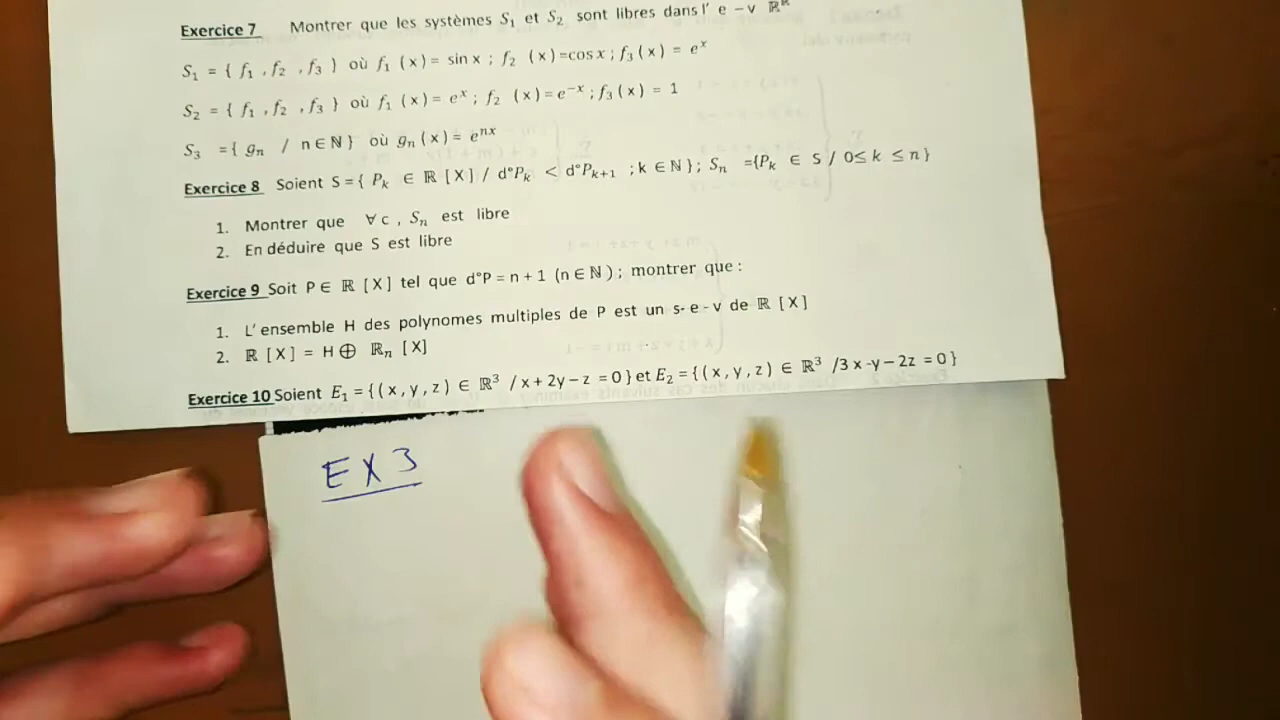 Exercice 7 Montrer que les systèmes S₁ et S₂ sont libres dans l' e – v ℝ^ℝ
S₁ = { f₁ , f₂ , f₃ } où f₁ (x) = sin x ; f₂ (x) = cos x ; f₃ (x) = eˣ
S₂ = { f₁ , f₂ , f₃ } où f₁ (x) = eˣ ; f₂ (x) = e⁻ˣ ; f₃ (x) = 1
S₃ = { gₙ / n ∈ ℕ } où gₙ (x) = eⁿˣ
Exercice 8 Soient S = { Pₖ ∈ ℝ [X] / d°Pₖ < d°Pₖ₊₁ ; k ∈ ℕ } ; Sₙ = {Pₖ ∈ S / 0 ≤ k ≤ n }
1. Montrer que ∀ c , Sₙ est libre
2. En déduire que S est libre
Exercice 9 Soit P ∈ ℝ [X] tel que d°P = n + 1 (n ∈ ℕ) ; montrer que :
1. L'ensemble H des polynomes multiples de P est un s- e - v de ℝ [X]
2. ℝ [X] = H ⊕ ℝₙ [X]
Exercice 10 Soient E₁ = {(x, y, z) ∈ ℝ³ / x + 2y – z = 0 } et E₂ = {(x, y, z) ∈ ℝ³ /3 x -y – 2z = 0 }
EX 3